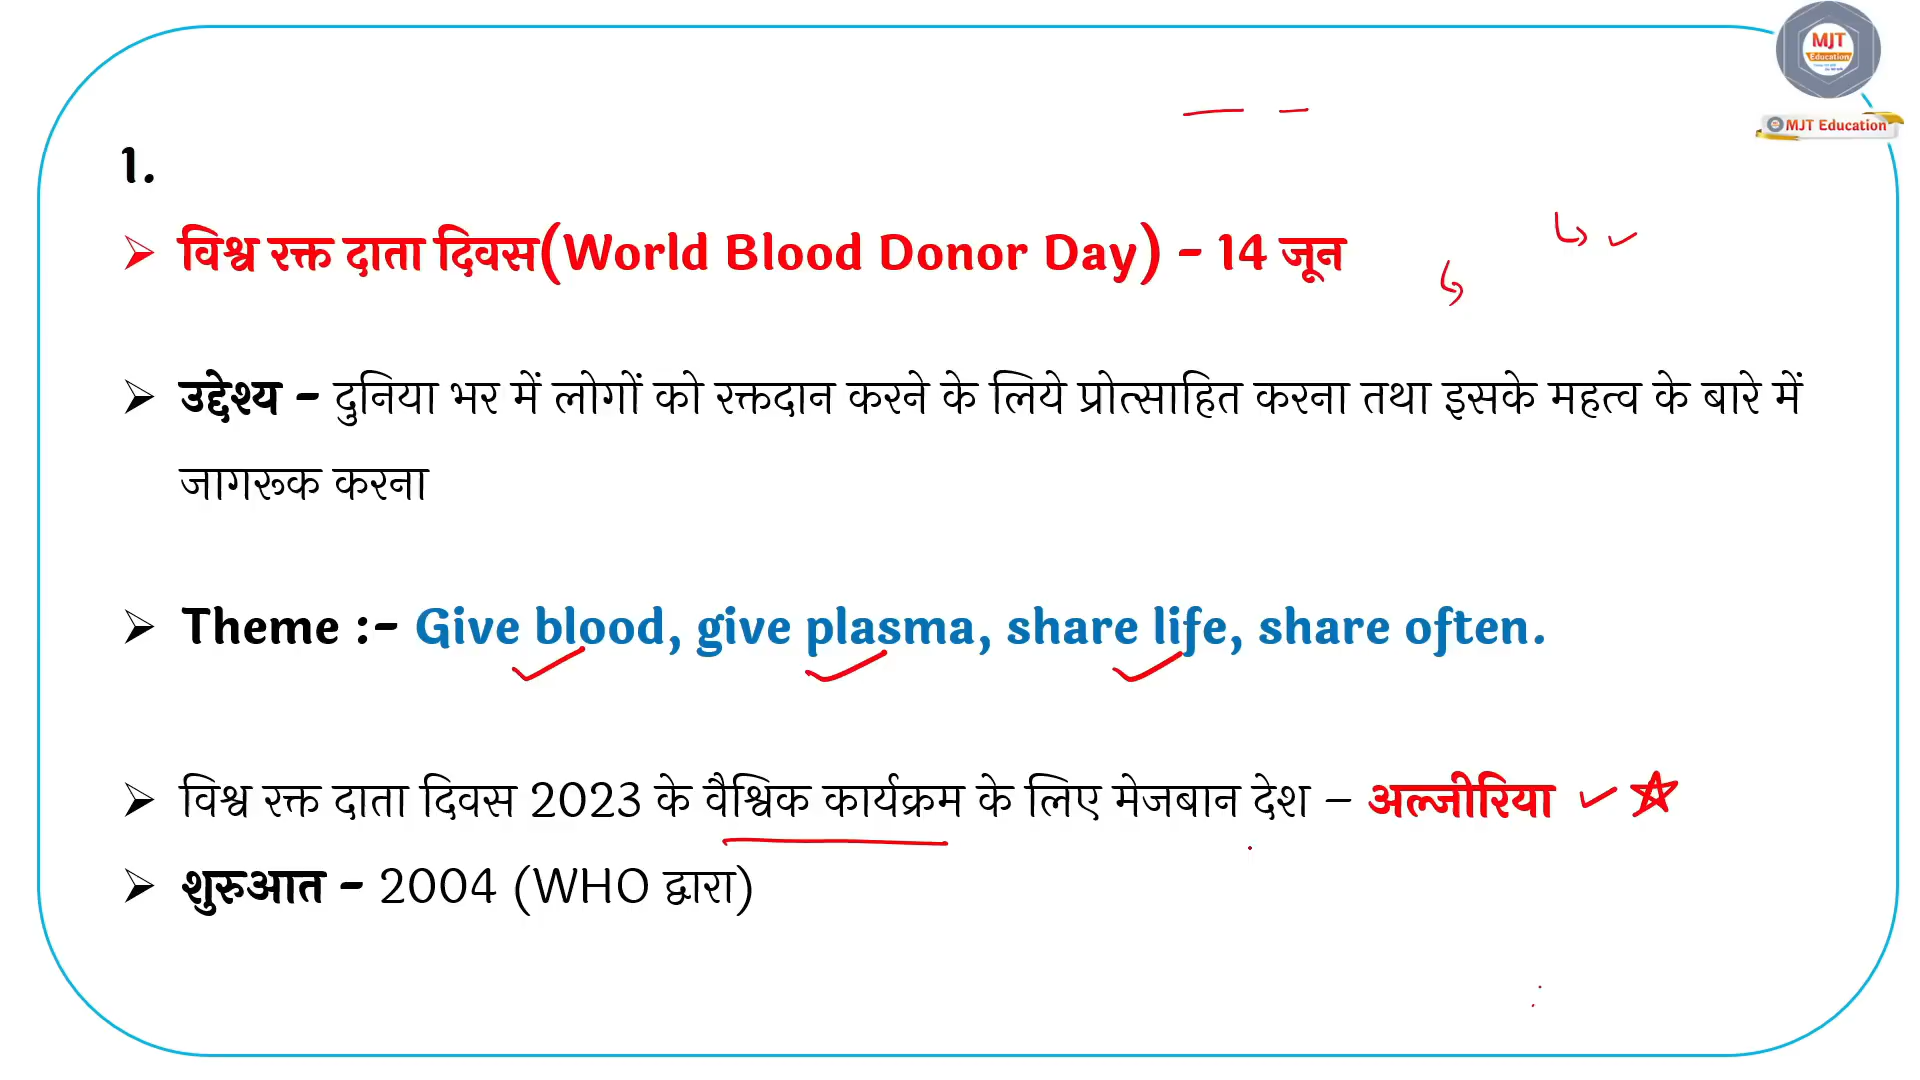 MJT
Education
MJT Education
1.
➢ विश्व रक्त दाता दिवस(World Blood Donor Day) - 14 जून
➢ उद्देश्य - दुनिया भर में लोगों को रक्तदान करने के लिये प्रोत्साहित करना तथा इसके महत्व के बारे में
जागरूक करना
➢ Theme :- Give blood, give plasma, share life, share often.
➢ विश्व रक्त दाता दिवस 2023 के वैश्विक कार्यक्रम के लिए मेजबान देश – अल्जीरिया
➢ शुरुआत - 2004 (WHO द्वारा)